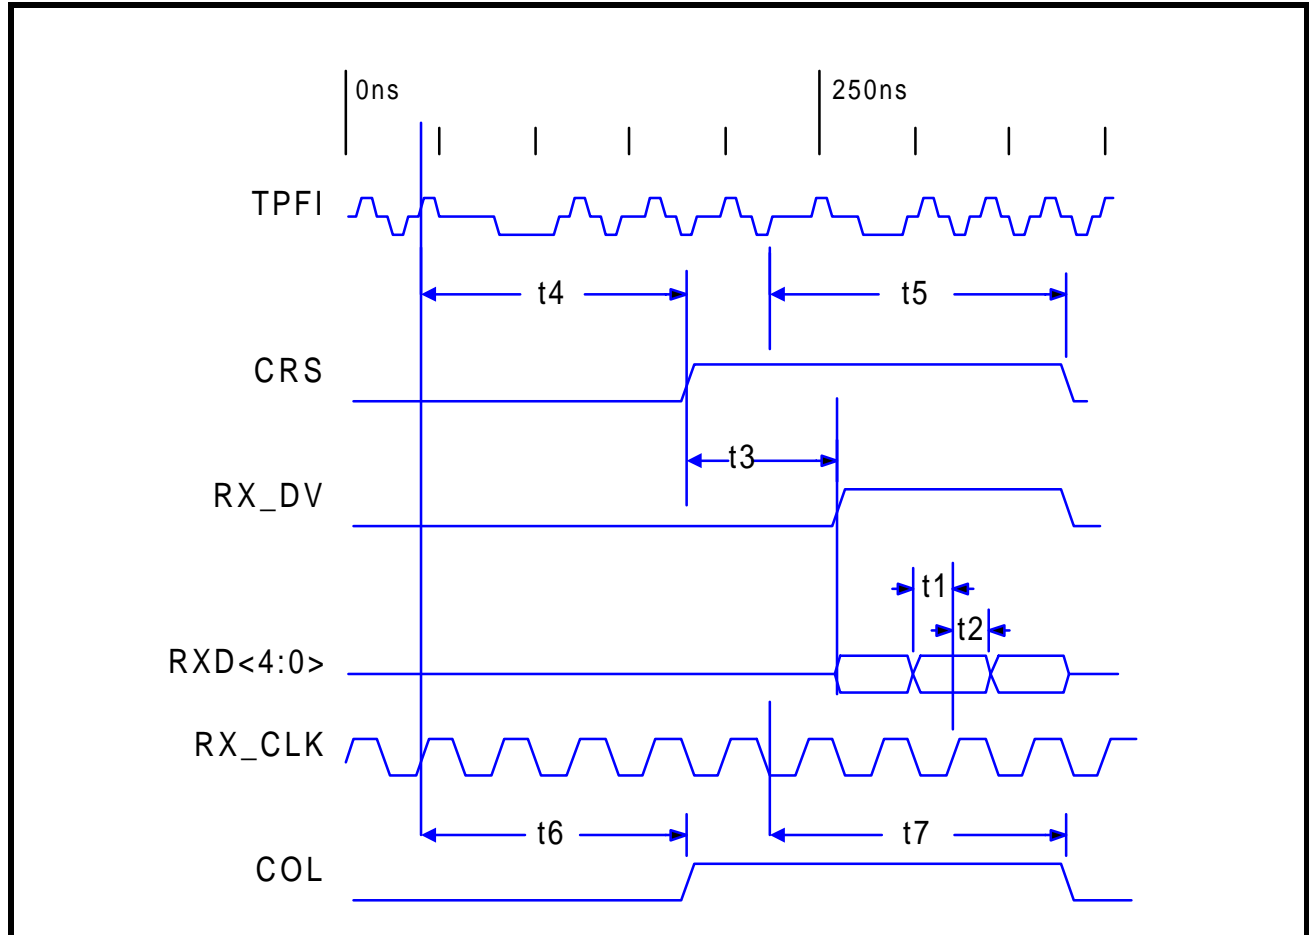 0ns
250ns
TPFI
t4
t5
CRS
t3
RX_DV
t1
t2
RXD<4:0>
RX_CLK
t6
t7
COL